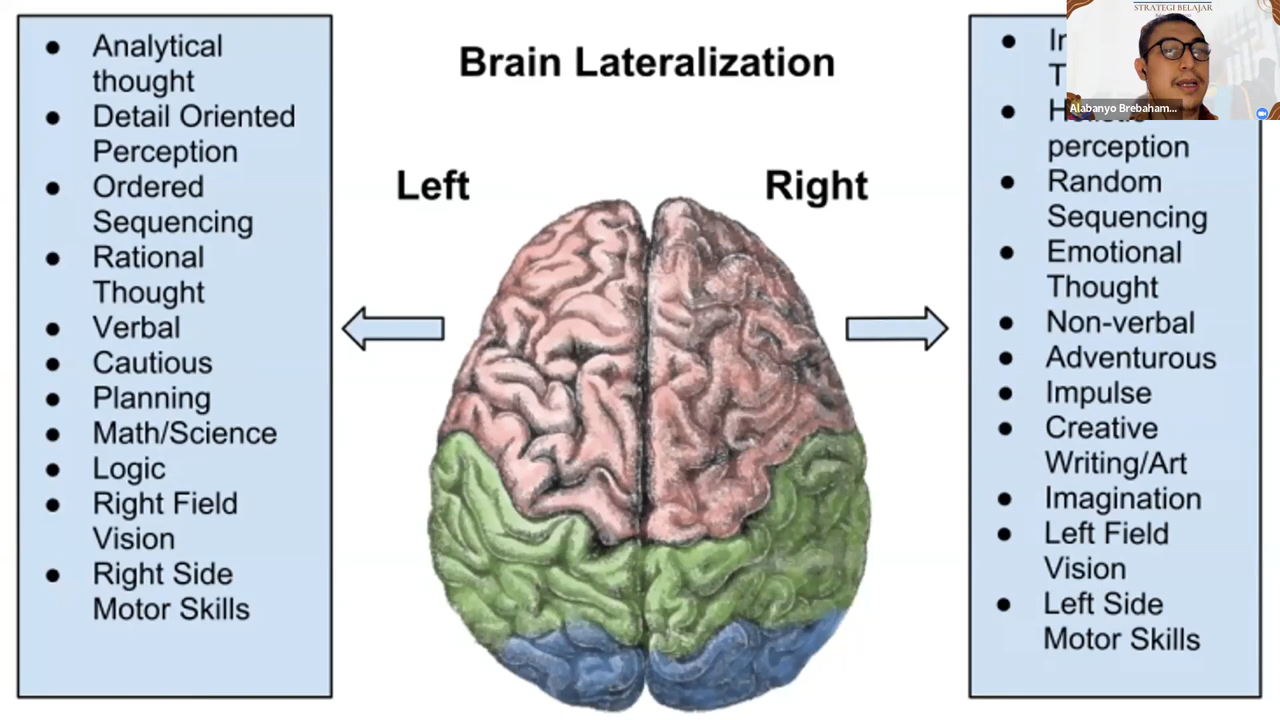 Brain Lateralization
Left
Right
Analytical
thought
Detail Oriented
Perception
Ordered
Sequencing
Rational
Thought
Verbal
Cautious
Planning
Math/Science
Logic
Right Field
Vision
Right Side
Motor Skills
perception
Random
Sequencing
Emotional
Thought
Non-verbal
Adventurous
Impulse
Creative
Writing/Art
Imagination
Left Field
Vision
Left Side
Motor Skills
STRATEGI BELAJAR
Alabanyo Brebaham...